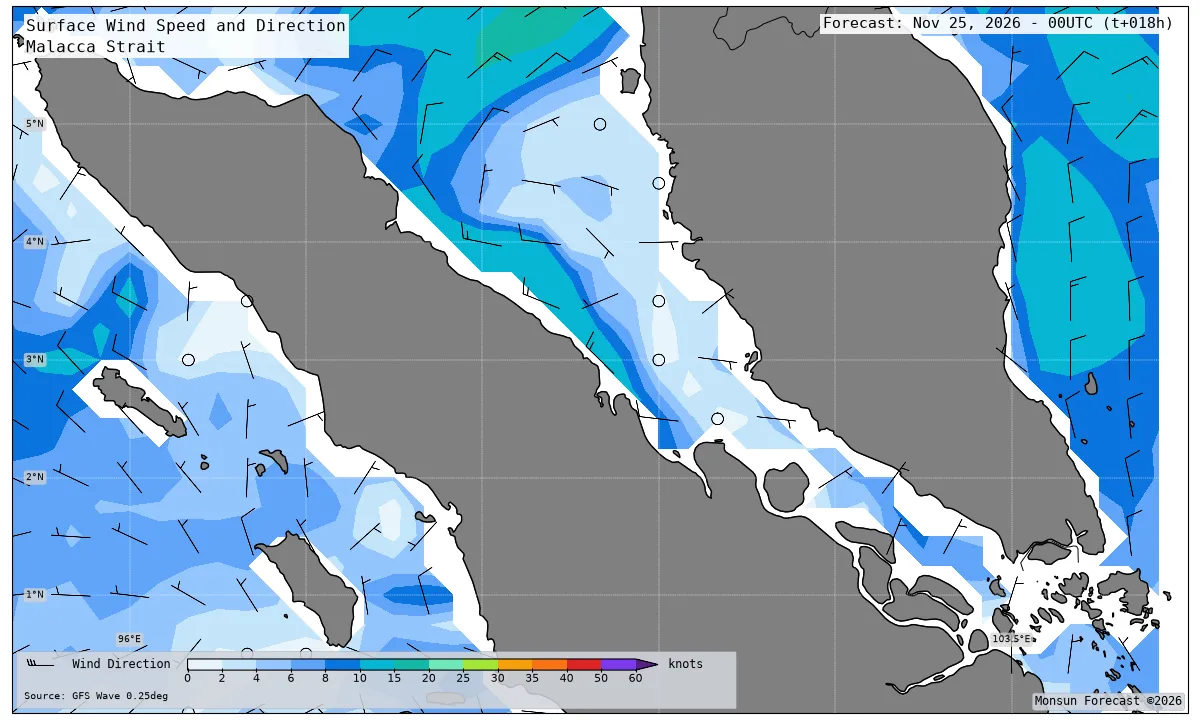 Surface Wind Speed and Direction
Malacca Strait
Forecast: Nov 25, 2026 - 00UTC (t+018h)
5°N
4°N
3°N
2°N
1°N
96°E
103.5°E
Wind Direction
knots
0 2 4 6 8 10 15 20 25 30 35 40 50 60
Source: GFS Wave 0.25deg
Monsun Forecast ©2026